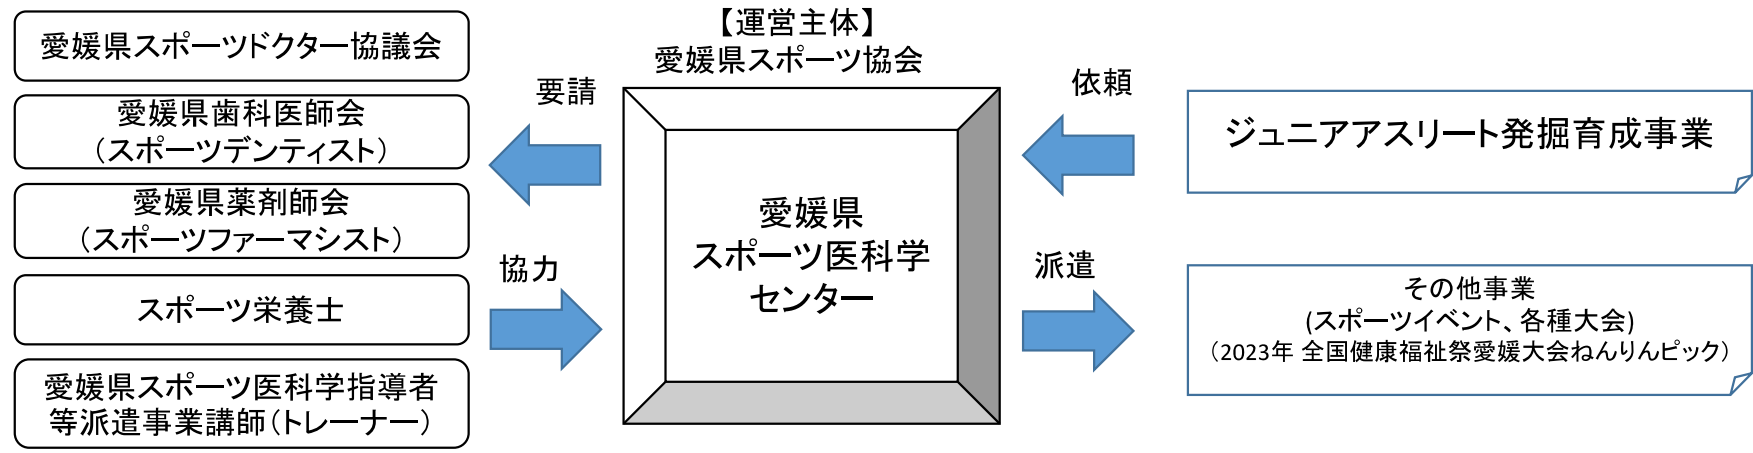 愛媛県スポーツドクター協議会
愛媛県歯科医師会
（スポーツデンティスト）
愛媛県薬剤師会
（スポーツファーマシスト）
スポーツ栄養士
愛媛県スポーツ医科学指導者
等派遣事業講師（トレーナー）
要請
協力
【運営主体】
愛媛県スポーツ協会
愛媛県
スポーツ医科学
センター
依頼
派遣
ジュニアアスリート発掘育成事業
その他事業
(スポーツイベント、各種大会)
（2023年 全国健康福祉祭愛媛大会ねんりんピック）